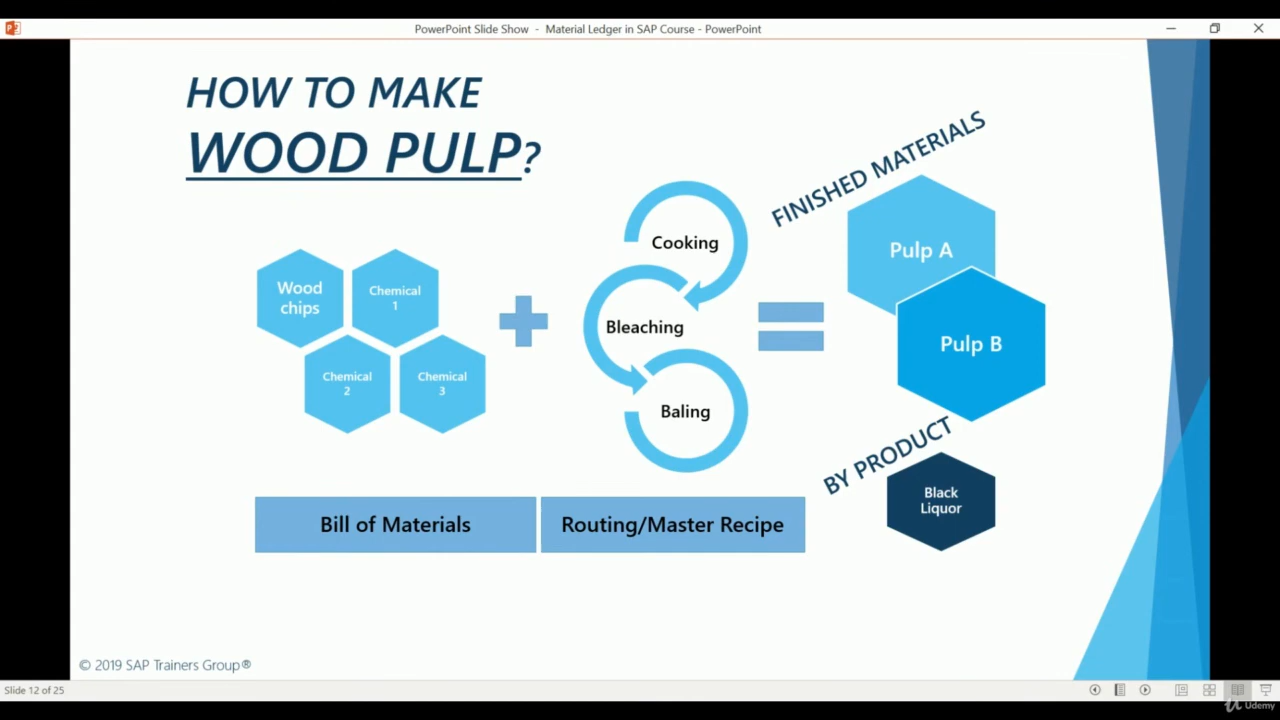 PowerPoint Slide Show - Material Ledger in SAP Course - PowerPoint
HOW TO MAKE
WOOD PULP?
Wood
chips
Chemical
1
Chemical
2
Chemical
3
Cooking
Bleaching
Baling
FINISHED MATERIALS
Pulp A
Pulp B
BY PRODUCT
Black
Liquor
Bill of Materials
Routing/Master Recipe
© 2019 SAP Trainers Group®
Slide 12 of 25
Udemy